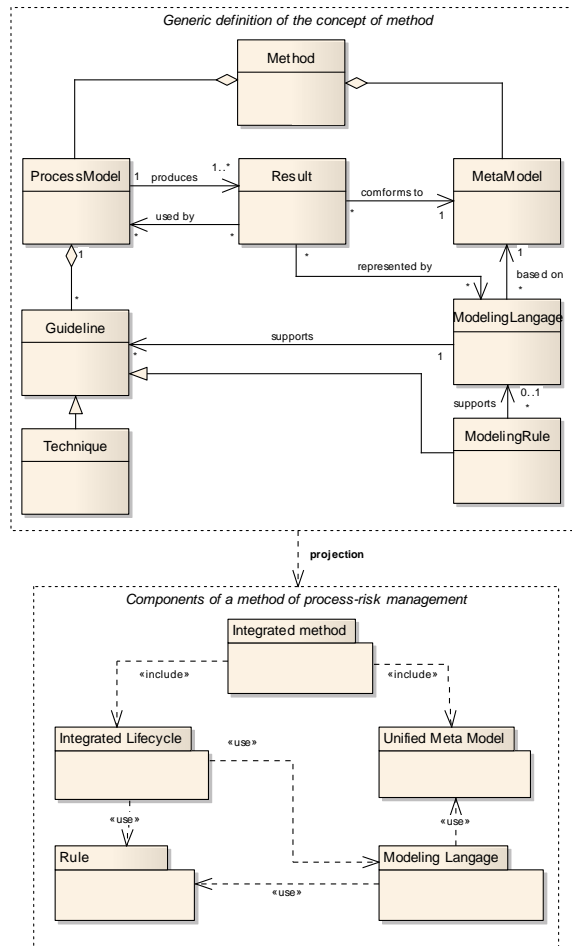 Generic definition of the concept of method
Method
ProcessModel
Result
MetaModel
1
produces
1..*
*
comforms to
1
used by
*
*
1
*
*
represented by
*
1
based on
*
Guideline
ModelingLangage
supports
*
1
0..1
supports
*
Technique
ModelingRule
projection
Components of a method of process-risk management
Integrated method
«include»
«include»
Integrated Lifecycle
«use»
Unified Meta Model
«use»
«use»
Rule
Modeling Langage
«use»